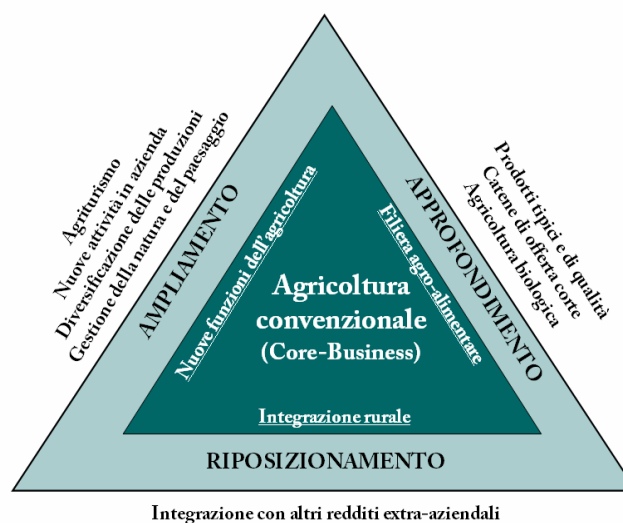 Agriturismo
Nuove attività in azienda
Diversificazione delle produzioni
Gestione della natura e del paesaggio
AMPLIAMENTO
Nuove funzioni dell'agricoltura
Prodotti tipici e di qualità
Catene di offerta corte
Agricoltura biologica
APPROFONDIMENTO
Filiera agro-alimentare
Agricoltura
convenzionale
(Core-Business)
Integrazione rurale
RIPOSIZIONAMENTO
Integrazione con altri redditi extra-aziendali